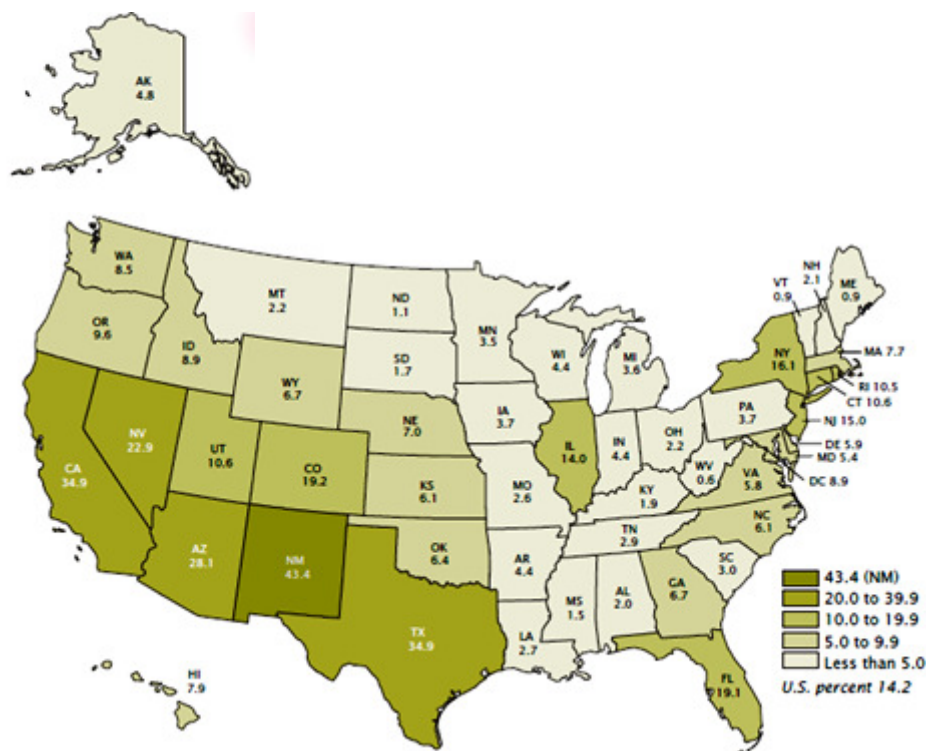 AK
4.8
WA
8.5
MT
2.2
ND
1.1
MN
3.5
VT
0.9
NH
2.1
ME
0.9
OR
9.6
ID
8.9
SD
1.7
WI
4.4
MI
3.6
NY
16.1
MA 7.7
RI 10.5
CT 10.6
WY
6.7
IA
3.7
PA
3.7
NJ 15.0
NV
22.9
NE
7.0
IL
14.0
IN
4.4
OH
2.2
DE 5.9
MD 5.4
DC 8.9
CA
34.9
UT
10.6
CO
19.2
KS
6.1
MO
2.6
WV
0.6
VA
5.8
KY
1.9
NC
6.1
AZ
28.1
NM
43.4
OK
6.4
AR
4.4
TN
2.9
SC
3.0
TX
34.9
LA
2.7
MS
1.5
AL
2.0
GA
6.7
FL
19.1
HI
7.9
43.4 (NM)
20.0 to 39.9
10.0 to 19.9
5.0 to 9.9
Less than 5.0
U.S. percent 14.2